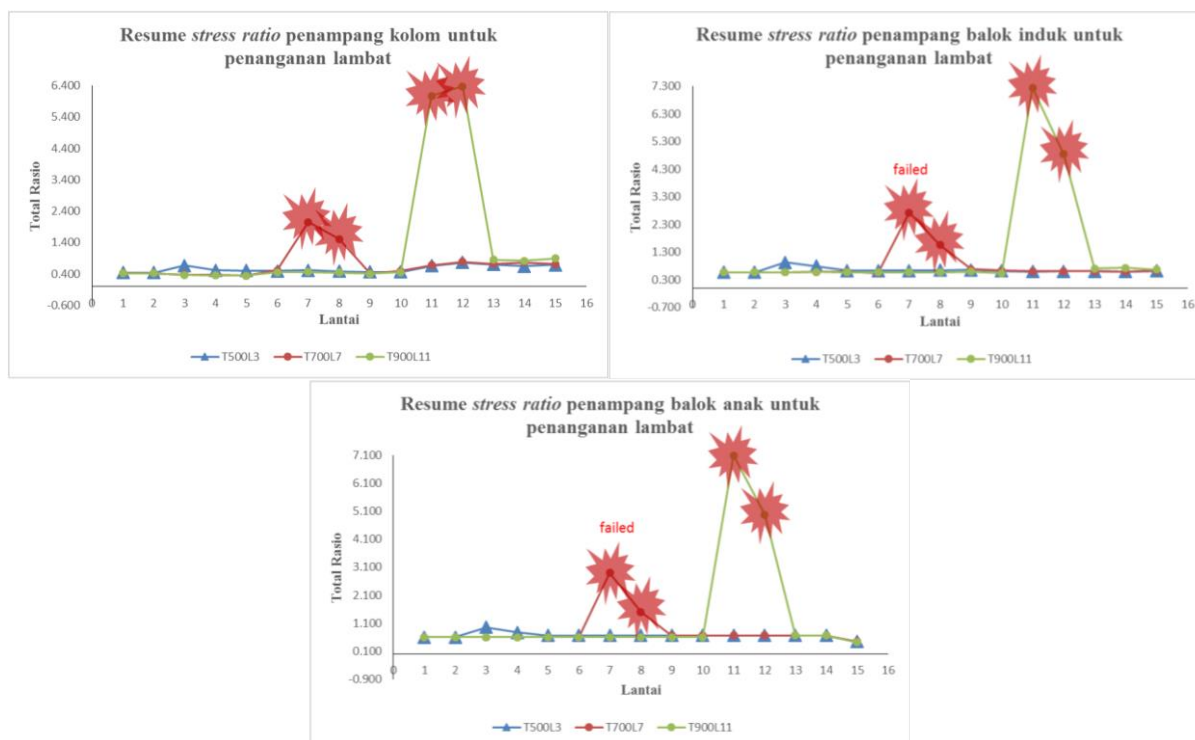 Resume stress ratio penampang kolom untuk
penanganan lambat
6.400
5.400
4.400
3.400
2.400
1.400
0.400
-0.600
Total Rasio
0 1 2 3 4 5 6 7 8 9 10 11 12 13 14 15 16
Lantai
T500L3 T700L7 T900L11
Resume stress ratio penampang balok induk untuk
penanganan lambat
7.300
6.300
5.300
4.300
3.300
2.300
1.300
0.300
-0.700
Total Rasio
failed
0 1 2 3 4 5 6 7 8 9 10 11 12 13 14 15 16
Lantai
T500L3 T700L7 T900L11
Resume stress ratio penampang balok anak untuk
penanganan lambat
7.100
6.100
5.100
4.100
3.100
2.100
1.100
0.100
-0.900
Total Rasio
failed
0 1 2 3 4 5 6 7 8 9 10 11 12 13 14 15 16
Lantai
T500L3 T700L7 T900L11